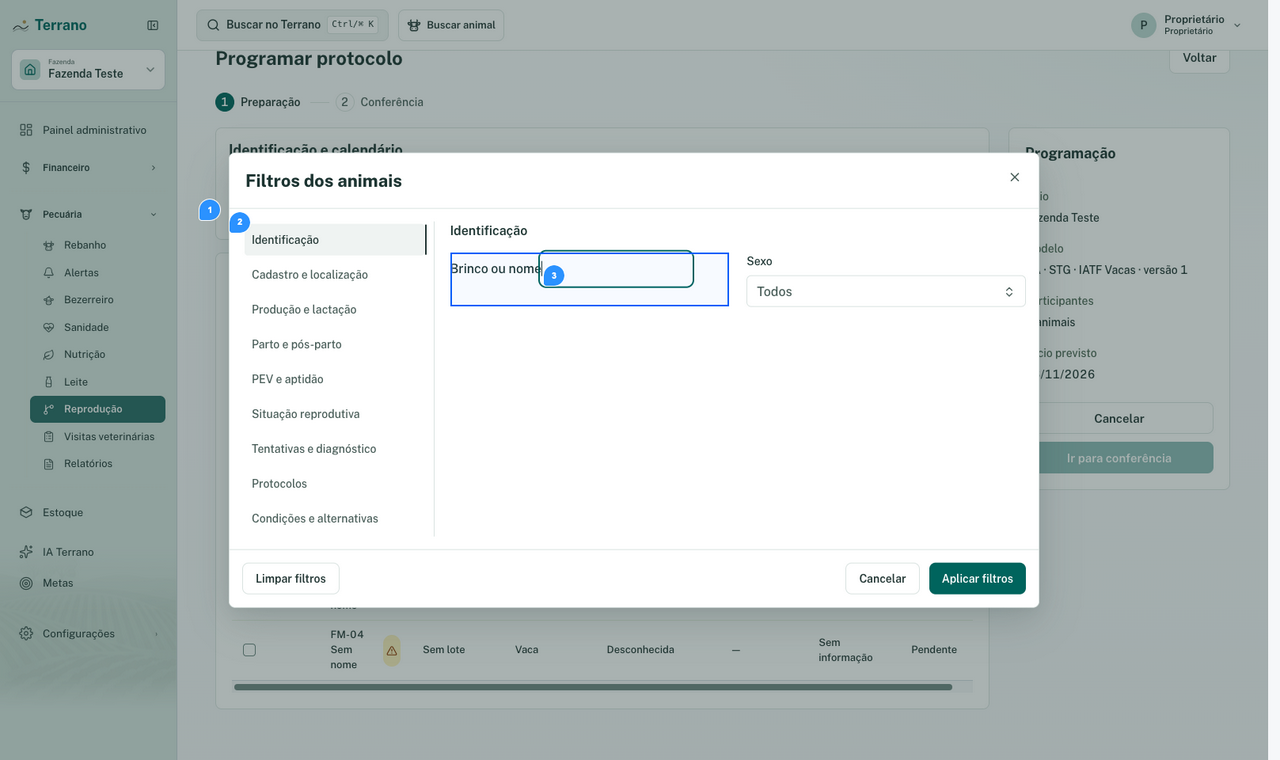 Terrano
Buscar no Terrano Ctrl/⌘ K
Buscar animal
P
Proprietário
Proprietário
Fazenda
Fazenda Teste
Programar protocolo
Voltar
1 Preparação
2 Conferência
Painel administrativo
Financeiro
Pecuária
Rebanho
Alertas
Bezerreiro
Sanidade
Nutrição
Leite
Reprodução
Visitas veterinárias
Relatórios
Estoque
IA Terrano
Metas
Configurações
Identificação e calendário
Filtros dos animais
1
2
Identificação
Cadastro e localização
Produção e lactação
Parto e pós-parto
PEV e aptidão
Situação reprodutiva
Tentativas e diagnóstico
Protocolos
Condições e alternativas
Identificação
Brinco ou nome
3
Sexo
Todos
Limpar filtros
Cancelar
Aplicar filtros
Programação
Teste
· STG · IATF Vacas · versão 1
previsto
/11/2026
Cancelar
Ir para conferência
FM-04
Sem
nome
Sem lote
Vaca
Desconhecida
—
Sem
informação
Pendente